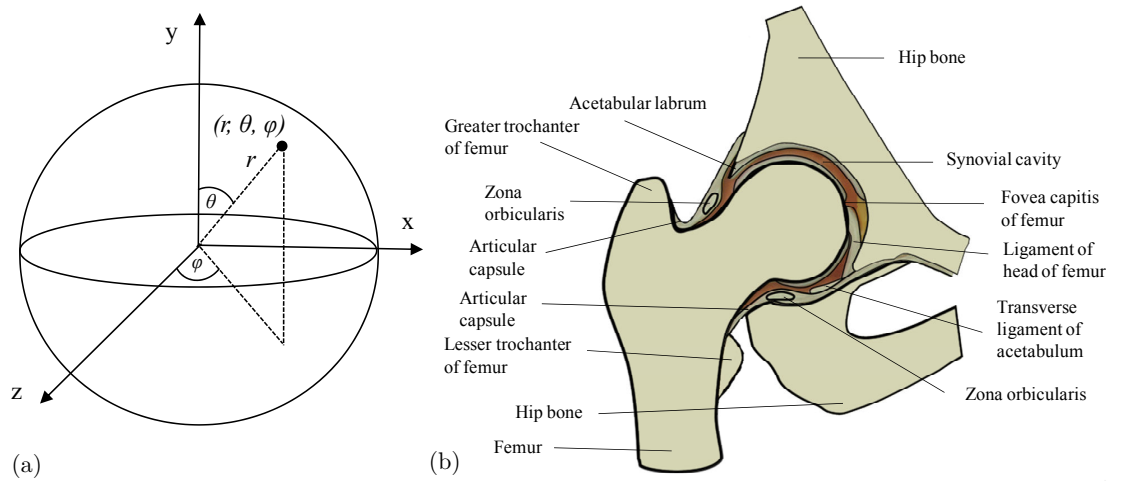 y
(r, θ, φ)
r
θ
x
φ
z
(a)
Hip bone
Acetabular labrum
Greater trochanter
of femur
Synovial cavity
Zona
orbicularis
Fovea capitis
of femur
Articular
capsule
Ligament of
head of femur
Articular
capsule
Transverse
ligament of
acetabulum
Lesser trochanter
of femur
Zona orbicularis
Hip bone
Femur
(b)